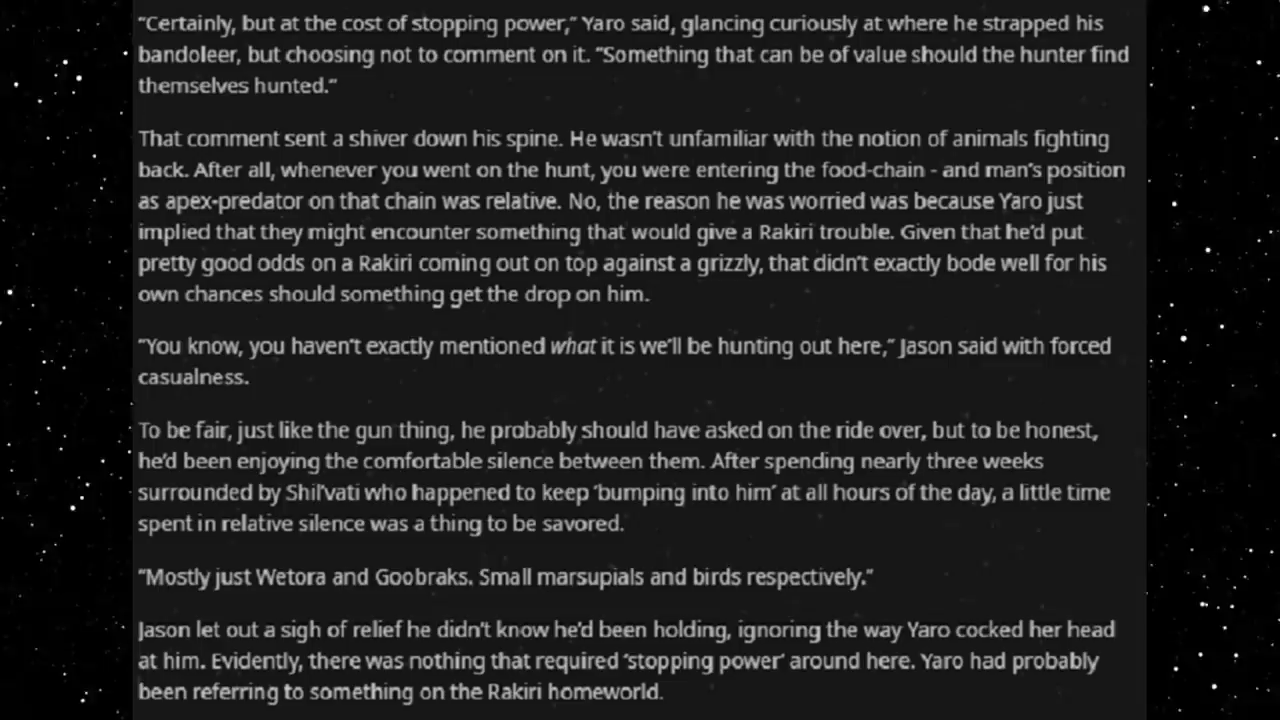 “Certainly, but at the cost of stopping power,” Yaro said, glancing curiously at where he strapped his
bandoleer, but choosing not to comment on it. “Something that can be of value should the hunter find
themselves hunted.”
That comment sent a shiver down his spine. He wasn’t unfamiliar with the notion of animals fighting
back. After all, whenever you went on the hunt, you were entering the food-chain - and man’s position
as apex-predator on that chain was relative. No, the reason he was worried was because Yaro just
implied that they might encounter something that would give a Rakiri trouble. Given that he’d put
pretty good odds on a Rakiri coming out on top against a grizzly, that didn’t exactly bode well for his
own chances should something get the drop on him.
“You know, you haven’t exactly mentioned what it is we’ll be hunting out here,” Jason said with forced
casualness.
To be fair, just like the gun thing, he probably should have asked on the ride over, but to be honest,
he’d been enjoying the comfortable silence between them. After spending nearly three weeks
surrounded by Shil’vati who happened to keep ‘bumping into him’ at all hours of the day, a little time
spent in relative silence was a thing to be savored.
“Mostly just Wetora and Goobraks. Small marsupials and birds respectively.”
Jason let out a sigh of relief he didn’t know he’d been holding, ignoring the way Yaro cocked her head
at him. Evidently, there was nothing that required ‘stopping power’ around here. Yaro had probably
been referring to something on the Rakiri homeworld.